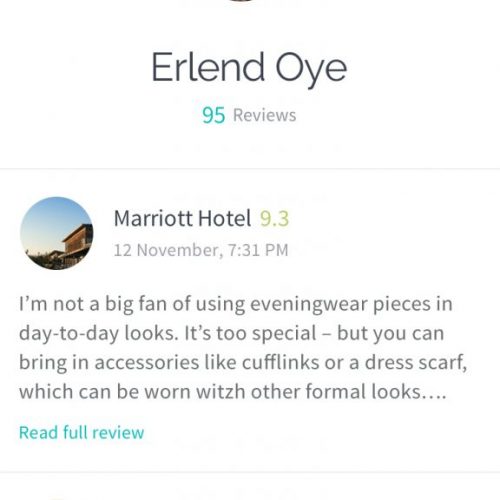 Erlend Oye
95 Reviews
Marriott Hotel 9.3
12 November, 7:31 PM
I’m not a big fan of using eveningwear pieces in
day-to-day looks. It’s too special – but you can
bring in accessories like cufflinks or a dress scarf,
which can be worn witzh other formal looks….
Read full review